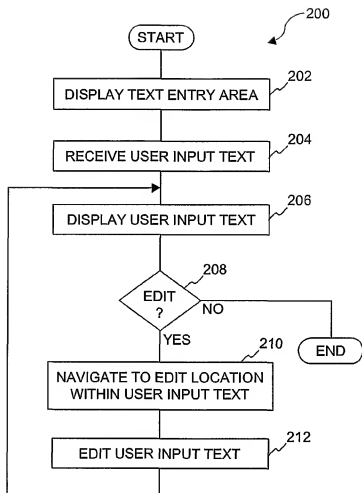 200
START
202
DISPLAY TEXT ENTRY AREA
204
RECEIVE USER INPUT TEXT
206
DISPLAY USER INPUT TEXT
208
EDIT
?
NO
YES
END
210
NAVIGATE TO EDIT LOCATION
WITHIN USER INPUT TEXT
212
EDIT USER INPUT TEXT